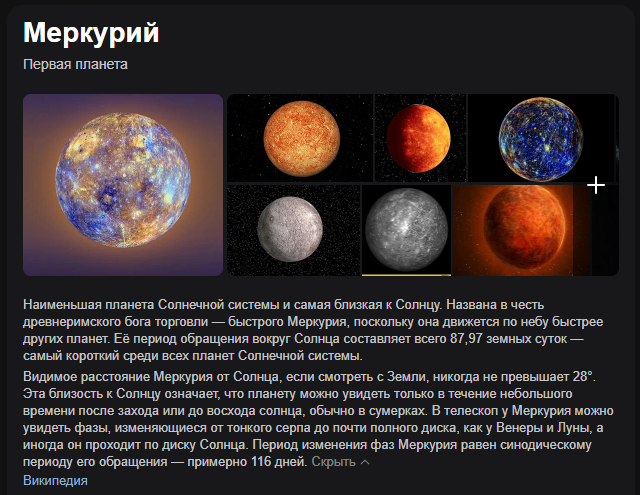 Меркурий
Первая планета
Наименьшая планета Солнечной системы и самая близкая к Солнцу. Названа в честь
древнеримского бога торговли — быстрого Меркурия, поскольку она движется по небу быстрее
других планет. Её период обращения вокруг Солнца составляет всего 87,97 земных суток —
самый короткий среди всех планет Солнечной системы.
Видимое расстояние Меркурия от Солнца, если смотреть с Земли, никогда не превышает 28°.
Эта близость к Солнцу означает, что планету можно увидеть только в течение небольшого
времени после захода или до восхода солнца, обычно в сумерках. В телескоп у Меркурия можно
увидеть фазы, изменяющиеся от тонкого серпа до почти полного диска, как у Венеры и Луны, а
иногда он проходит по диску Солнца. Период изменения фаз Меркурия равен синодическому
периоду его обращения — примерно 116 дней. Скрыть
Википедия